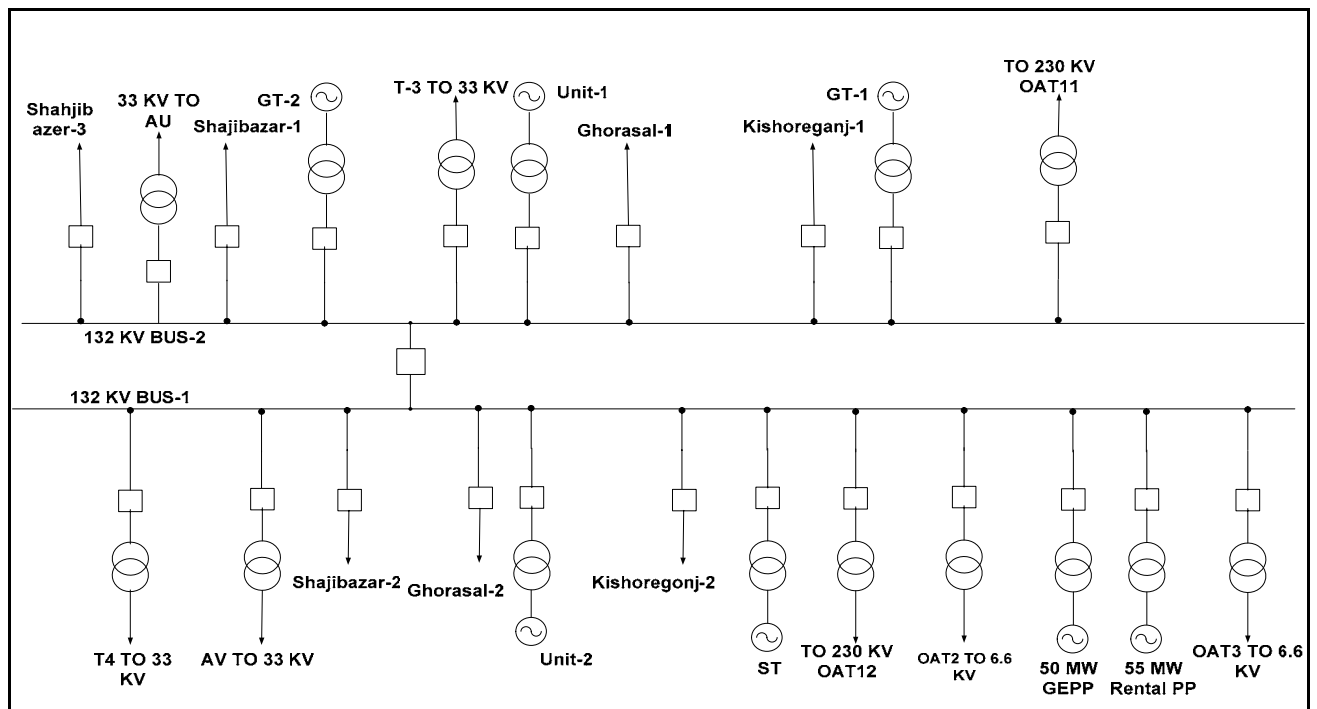 Shahjib
azer-3
33 KV TO
AU
Shajibazar-1
GT-2
T-3 TO 33 KV
Unit-1
Ghorasal-1
Kishoreganj-1
GT-1
TO 230 KV
OAT11
132 KV BUS-2
132 KV BUS-1
T4 TO 33
KV
AV TO 33 KV
Shajibazar-2
Ghorasal-2
Unit-2
Kishoregonj-2
ST
TO 230 KV
OAT12
OAT2 TO 6.6
KV
50 MW
GEPP
55 MW
Rental PP
OAT3 TO 6.6
KV